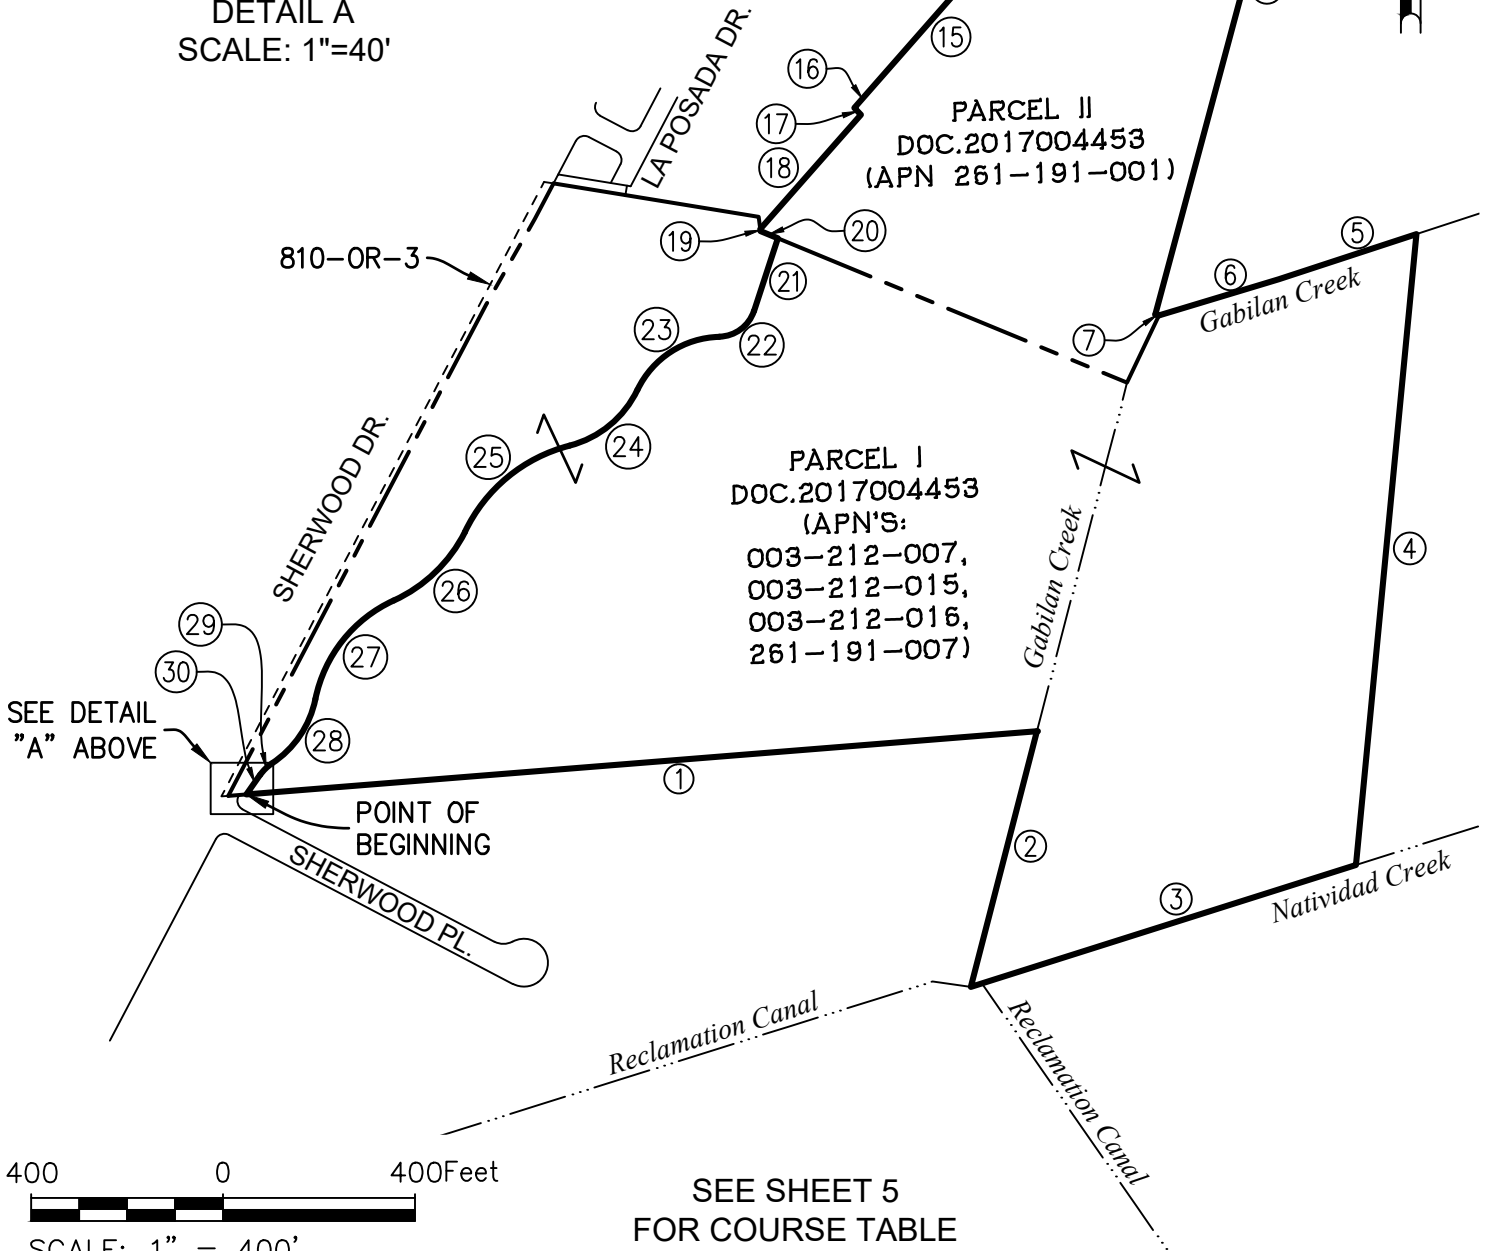 DETAIL A
SCALE: 1"=40'
LA POSADA DR.
15
16
17
18
PARCEL II
DOC.2017004453
(APN 261-191-001)
19
20
5
6
Gabilan Creek
7
810-OR-3
21
22
23
24
25
SHERWOOD DR.
PARCEL I
DOC.2017004453
(APN'S:
003-212-007,
003-212-015,
003-212-016,
261-191-007)
Gabilan Creek
4
26
27
28
29
30
SEE DETAIL
"A" ABOVE
1
POINT OF
BEGINNING
SHERWOOD PL.
2
3
Natividad Creek
Reclamation Canal
Reclamation Canal
400 0 400Feet
SCALE: 1" = 400'
SEE SHEET 5
FOR COURSE TABLE